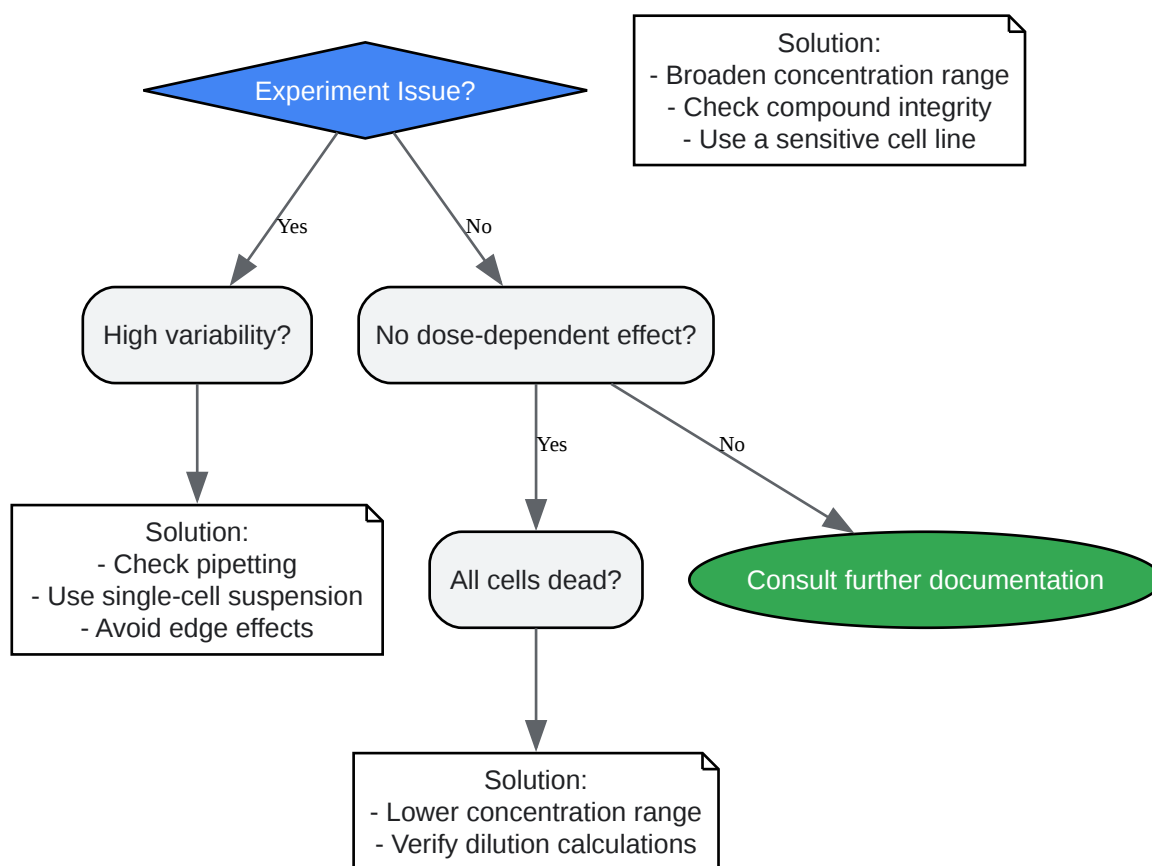 Experiment Issue?
Solution:
- Broaden concentration range
- Check compound integrity
- Use a sensitive cell line
Yes
No
High variability?
No dose-dependent effect?
Yes
No
Solution:
- Check pipetting
- Use single-cell suspension
- Avoid edge effects
All cells dead?
Consult further documentation
Solution:
- Lower concentration range
- Verify dilution calculations